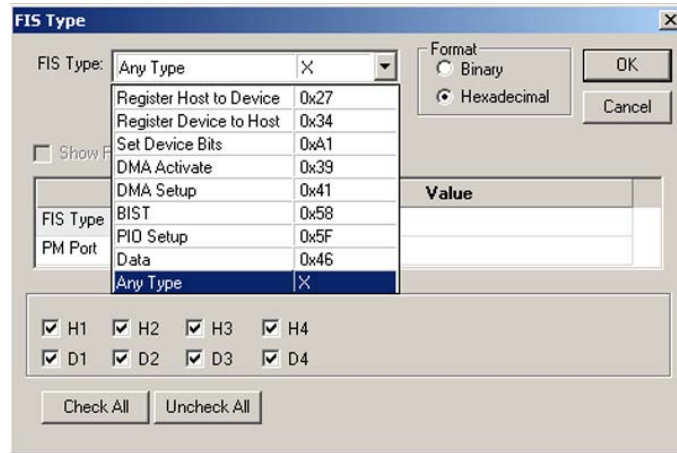 FIS Type
FIS Type: Any Type X
Format
Binary
Hexadecimal
OK
Cancel
Register Host to Device 0x27
Register Device to Host 0x34
Set Device Bits 0xA1
DMA Activate 0x39
DMA Setup 0x41
BIST 0x58
PIO Setup 0x5F
Data 0x46
Any Type X
Show
Value
FIS Type
PM Port
H1 H2 H3 H4
D1 D2 D3 D4
Check All Uncheck All